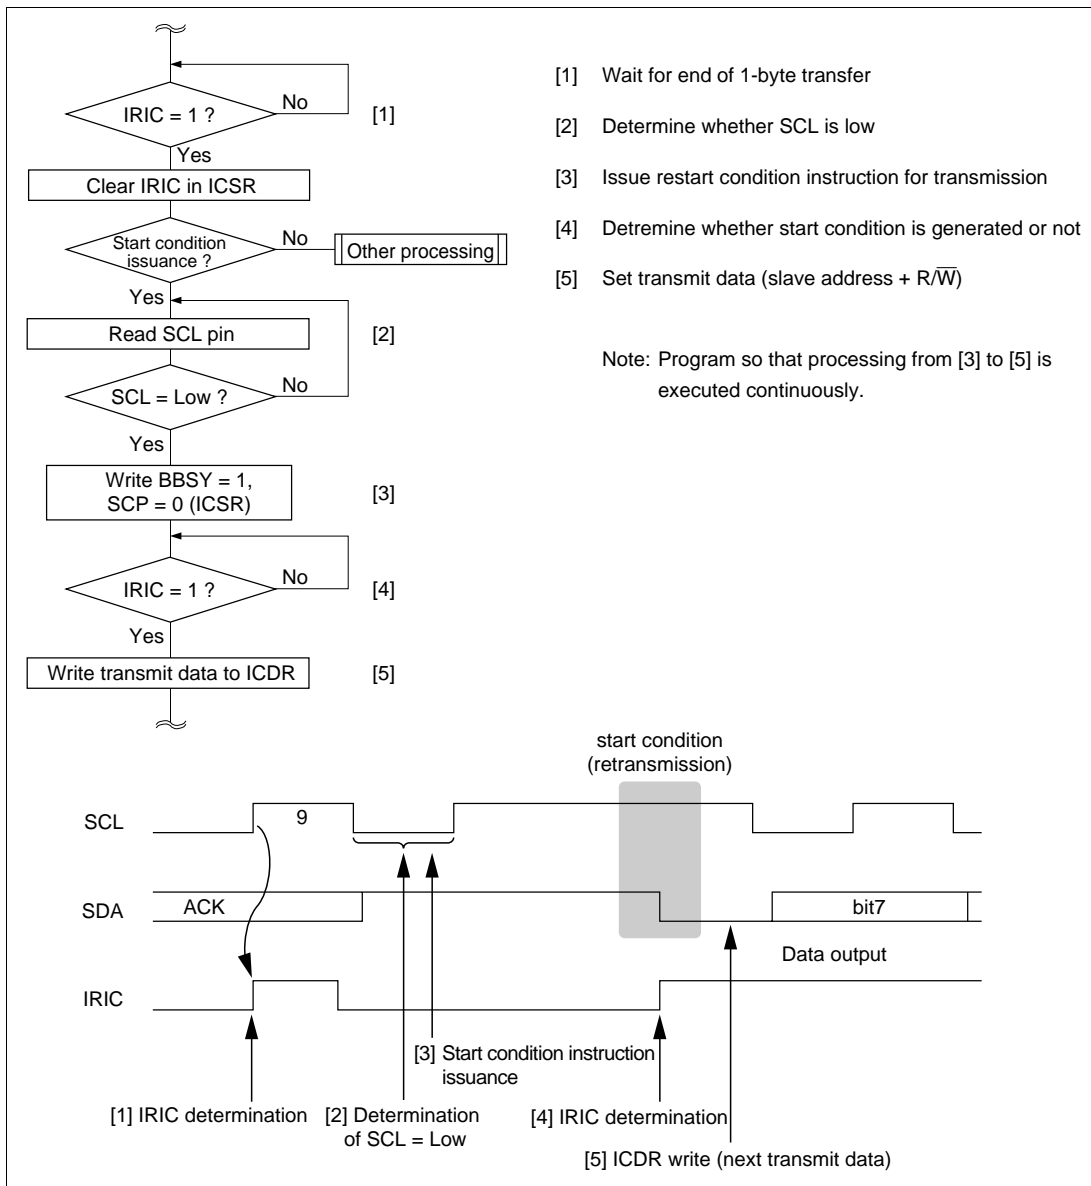 IRIC = 1 ?
No
[1]
Yes
Clear IRIC in ICSR
Start condition
issuance ?
No
Other processing
Yes
Read SCL pin
[2]
SCL = Low ?
No
Yes
Write BBSY = 1,
SCP = 0 (ICSR)
[3]
IRIC = 1 ?
No
[4]
Yes
Write transmit data to ICDR
[5]
[1] Wait for end of 1-byte transfer
[2] Determine whether SCL is low
[3] Issue restart condition instruction for transmission
[4] Detremine whether start condition is generated or not
[5] Set transmit data (slave address + R/W̅)
Note: Program so that processing from [3] to [5] is
executed continuously.
start condition
(retransmission)
SCL
9
SDA
ACK
bit7
Data output
IRIC
[3] Start condition instruction
issuance
[1] IRIC determination
[2] Determination
of SCL = Low
[4] IRIC determination
[5] ICDR write (next transmit data)